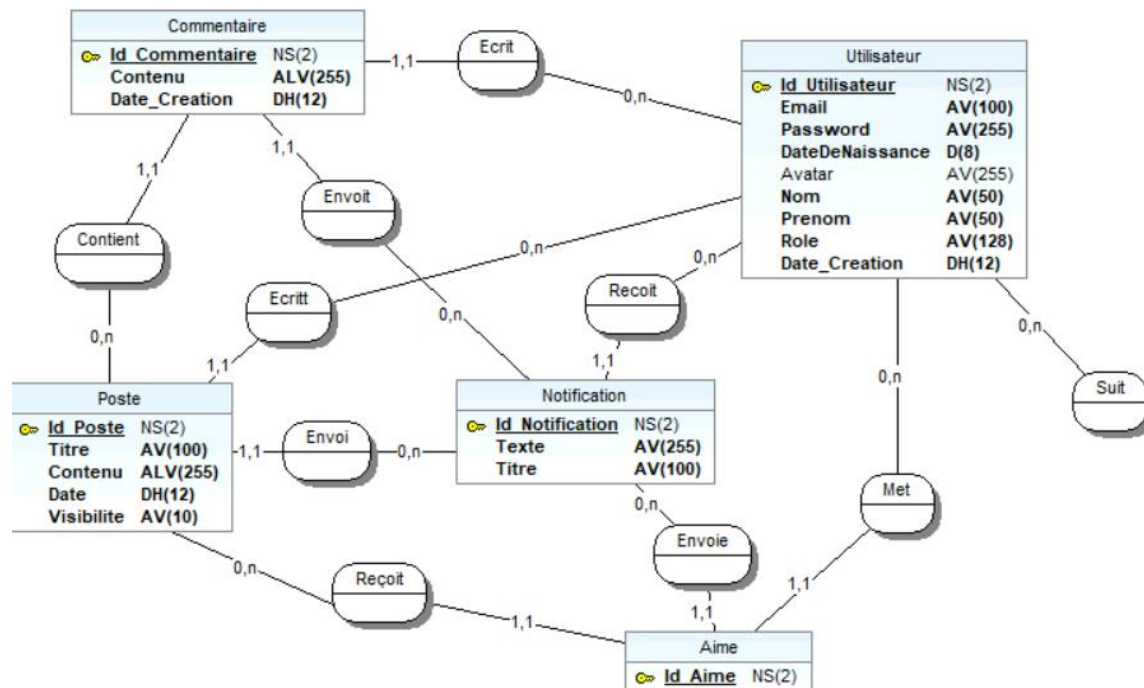 Commentaire
Id_Commentaire NS(2)
Contenu ALV(255)
Date_Creation DH(12)
1,1
Ecrit
0,n
Utilisateur
Id_Utilisateur NS(2)
Email AV(100)
Password AV(255)
DateDeNaissance D(8)
Avatar AV(255)
Nom AV(50)
Prenom AV(50)
Role AV(128)
Date_Creation DH(12)
1,1
1,1
Envoit
Contient
0,n
0,n
Recoit
Ecritt
0,n
0,n
0,n
0,n
1,1
1,1
Suit
Poste
Id_Poste NS(2)
Titre AV(100)
Contenu ALV(255)
Date DH(12)
Visibilite AV(10)
1,1
Envoi
0,n
Notification
Id_Notification NS(2)
Texte AV(255)
Titre AV(100)
0,n
Met
Envoie
0,n
Reçoit
1,1
1,1
1,1
Aime
Id_Aime NS(2)